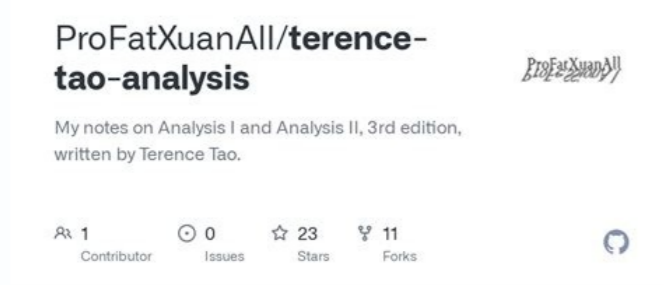 ProFatXuanAll/terence-
tao-analysis
ProFatXuanAll
My notes on Analysis I and Analysis II, 3rd edition,
written by Terence Tao.
1 0 23 11
Contributor Issues Stars Forks